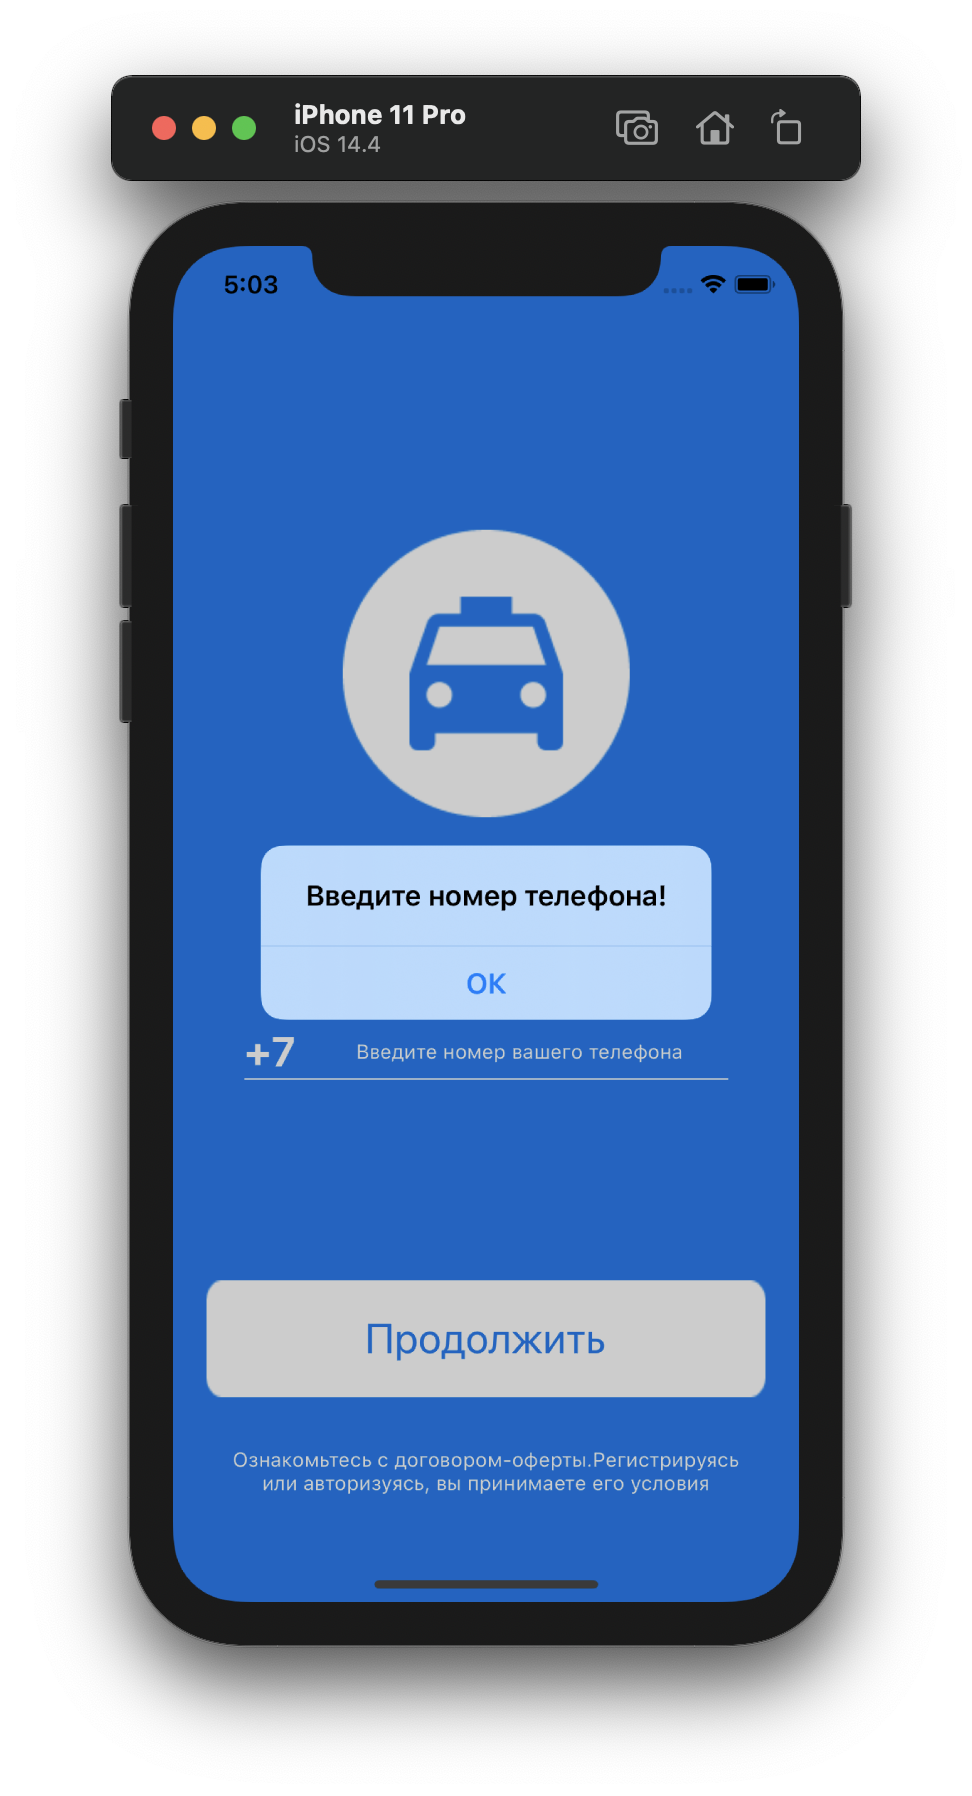 iPhone 11 Pro
iOS 14.4
5:03
Введите номер телефона!
ОК
+7 Введите номер вашего телефона
Продолжить
Ознакомьтесь с договором-оферты.Регистрируясь
или авторизуясь, вы принимаете его условия